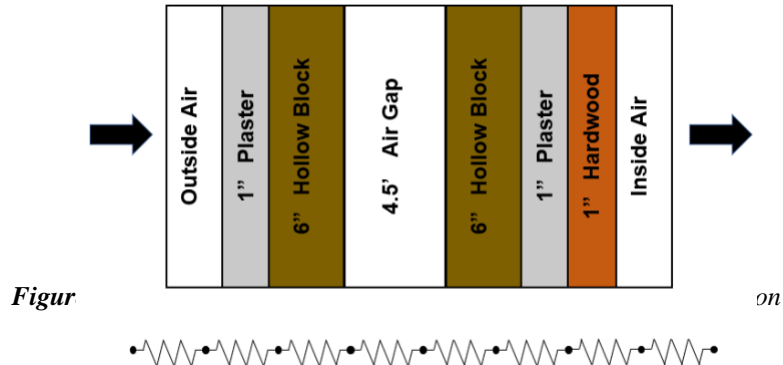 Outside Air
1” Plaster
6” Hollow Block
4.5’ Air Gap
6” Hollow Block
1” Plaster
1” Hardwood
Inside Air